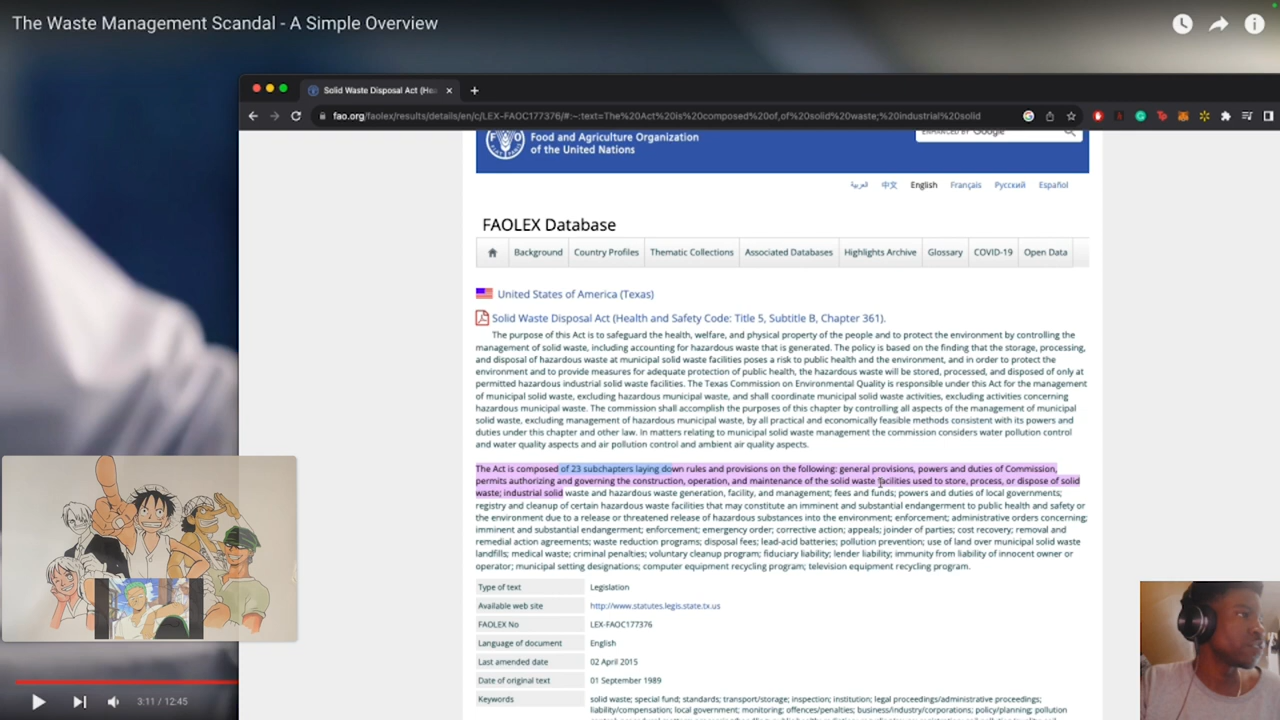 The Waste Management Scandal - A Simple Overview
Solid Waste Disposal Act (Hea
fao.org/faolex/results/details/en/c/LEX-FAOC177376/#:~:text=The%20Act%20is%20composed%20of,of%20solid%20waste;%20industrial%20solid
Food and Agriculture Organization
of the United Nations
ENHANCED BY Google
العربية 中文 English Français Русский Español
FAOLEX Database
Background Country Profiles Thematic Collections Associated Databases Highlights Archive Glossary COVID-19 Open Data
United States of America (Texas)
Solid Waste Disposal Act (Health and Safety Code: Title 5, Subtitle B, Chapter 361).
The purpose of this Act is to safeguard the health, welfare, and physical property of the people and to protect the environment by controlling the
management of solid waste, including accounting for hazardous waste that is generated. The policy is based on the finding that the storage, processing,
and disposal of hazardous waste at municipal solid waste facilities poses a risk to public health and the environment, and in order to protect the
environment and to provide measures for adequate protection of public health, the hazardous waste will be stored, processed, and disposed of only at
permitted hazardous industrial solid waste facilities. The Texas Commission on Environmental Quality is responsible under this Act for the management
of municipal solid waste, excluding hazardous municipal waste, and shall coordinate municipal solid waste activities, excluding activities concerning
hazardous municipal waste. The commission shall accomplish the purposes of this chapter by controlling all aspects of the management of municipal
solid waste, excluding management of hazardous municipal waste, by all practical and economically feasible methods consistent with its powers and
duties under this chapter and other law. In matters relating to municipal solid waste management the commission considers water pollution control
and water quality aspects and air pollution control and ambient air quality aspects.
The Act is composed of 23 subchapters laying down rules and provisions on the following: general provisions, powers and duties of Commission,
permits authorizing and governing the construction, operation, and maintenance of the solid waste facilities used to store, process, or dispose of solid
waste; industrial solid waste and hazardous waste generation, facility, and management; fees and funds; powers and duties of local governments;
registry and cleanup of certain hazardous waste facilities that may constitute an imminent and substantial endangerment to public health and safety or
the environment due to a release or threatened release of hazardous substances into the environment; enforcement; administrative orders concerning;
imminent and substantial endangerment; enforcement; emergency order; corrective action; appeals; joinder of parties; cost recovery; removal and
remedial action agreements; waste reduction programs; disposal fees; lead-acid batteries; pollution prevention; use of land over municipal solid waste
landfills; medical waste; criminal penalties; voluntary cleanup program; fiduciary liability; lender liability; immunity from liability of innocent owner or
operator; municipal setting designations; computer equipment recycling program; television equipment recycling program.
Type of text Legislation
Available web site http://www.statutes.legis.state.tx.us
FAOLEX No LEX-FAOC177376
Language of document English
Last amended date 02 April 2015
Date of original text 01 September 1989
Keywords solid waste; special fund; standards; transport/storage; inspection; institution; legal proceedings/administrative proceedings;
liability/compensation; local government; monitoring; offences/penalties; business/industry/corporations; policy/planning; pollution
3:11 / 12:45